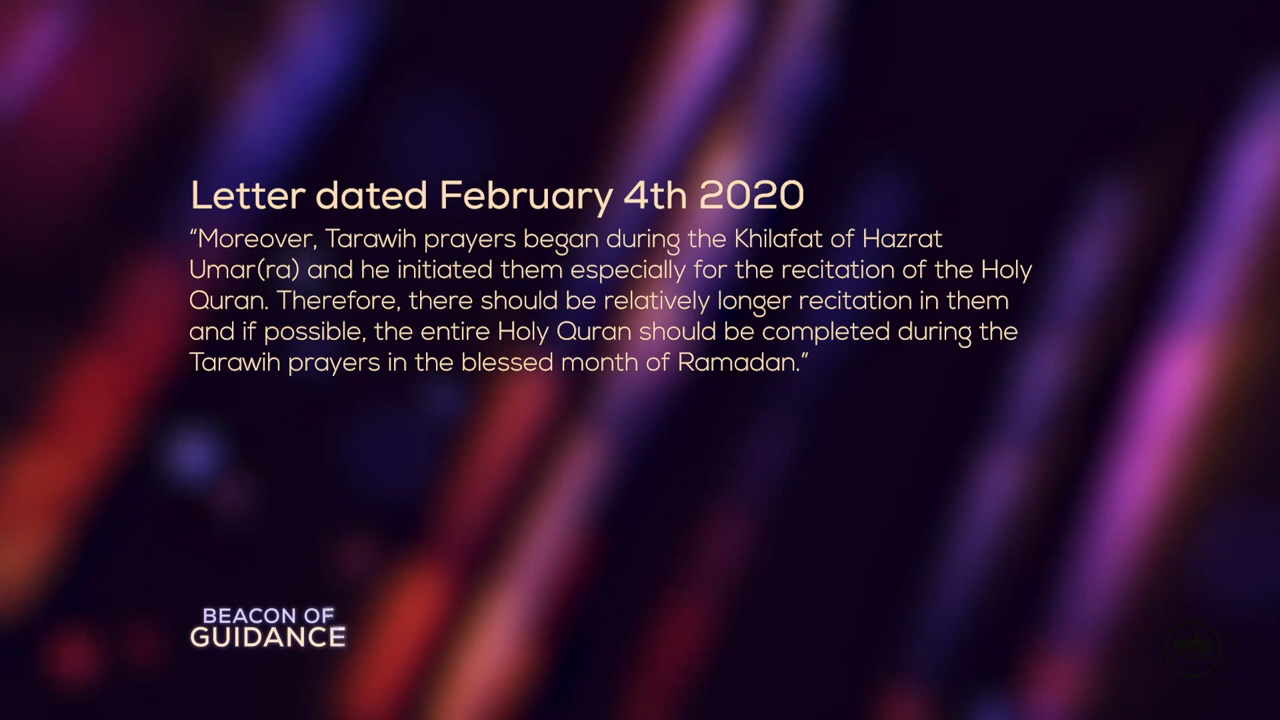 Letter dated February 4th 2020
“Moreover, Tarawih prayers began during the Khilafat of Hazrat
Umar(ra) and he initiated them especially for the recitation of the Holy
Quran. Therefore, there should be relatively longer recitation in them
and if possible, the entire Holy Quran should be completed during the
Tarawih prayers in the blessed month of Ramadan.”
BEACON OF
GUIDANCE